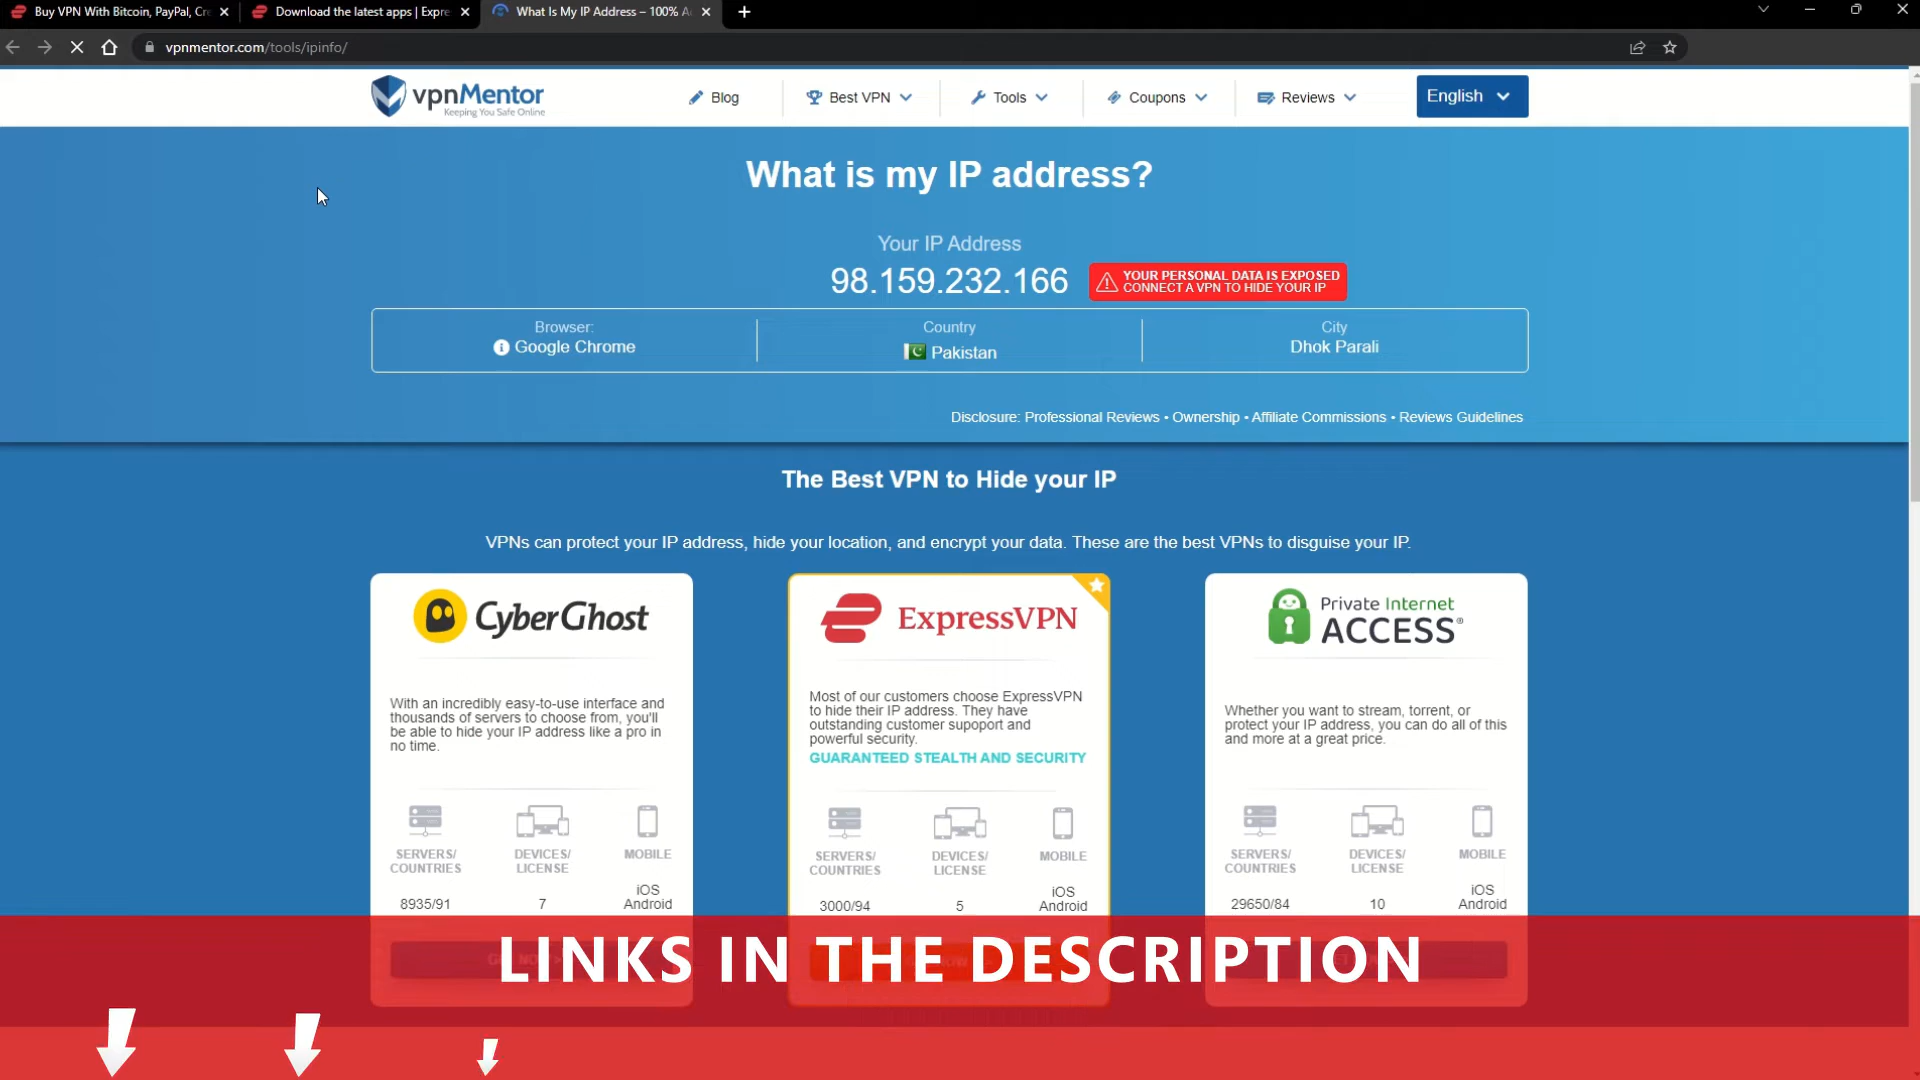 Buy VPN With Bitcoin, PayPal, Cr
Download the latest apps | Expre
What Is My IP Address – 100% A
vpnmentor.com/tools/ipinfo/
vpnMentor
Keeping You Safe Online
Blog
Best VPN
Tools
Coupons
Reviews
English
What is my IP address?
Your IP Address
98.159.232.166
YOUR PERSONAL DATA IS EXPOSED
CONNECT A VPN TO HIDE YOUR IP
Browser:
Google Chrome
Country
Pakistan
City
Dhok Parali
Disclosure: Professional Reviews • Ownership • Affiliate Commissions • Reviews Guidelines
The Best VPN to Hide your IP
VPNs can protect your IP address, hide your location, and encrypt your data. These are the best VPNs to disguise your IP.
CyberGhost
With an incredibly easy-to-use interface and
thousands of servers to choose from, you'll
be able to hide your IP address like a pro in
no time.
SERVERS/
COUNTRIES
DEVICES/
LICENSE
MOBILE
8935/91
7
iOS
Android
ExpressVPN
Most of our customers choose ExpressVPN
to hide their IP address. They have
outstanding customer supoport and
powerful security.
GUARANTEED STEALTH AND SECURITY
SERVERS/
COUNTRIES
DEVICES/
LICENSE
MOBILE
3000/94
5
iOS
Android
Private Internet
ACCESS®
Whether you want to stream, torrent, or
protect your IP address, you can do all of this
and more at a great price.
SERVERS/
COUNTRIES
DEVICES/
LICENSE
MOBILE
29650/84
10
iOS
Android
LINKS IN THE DESCRIPTION